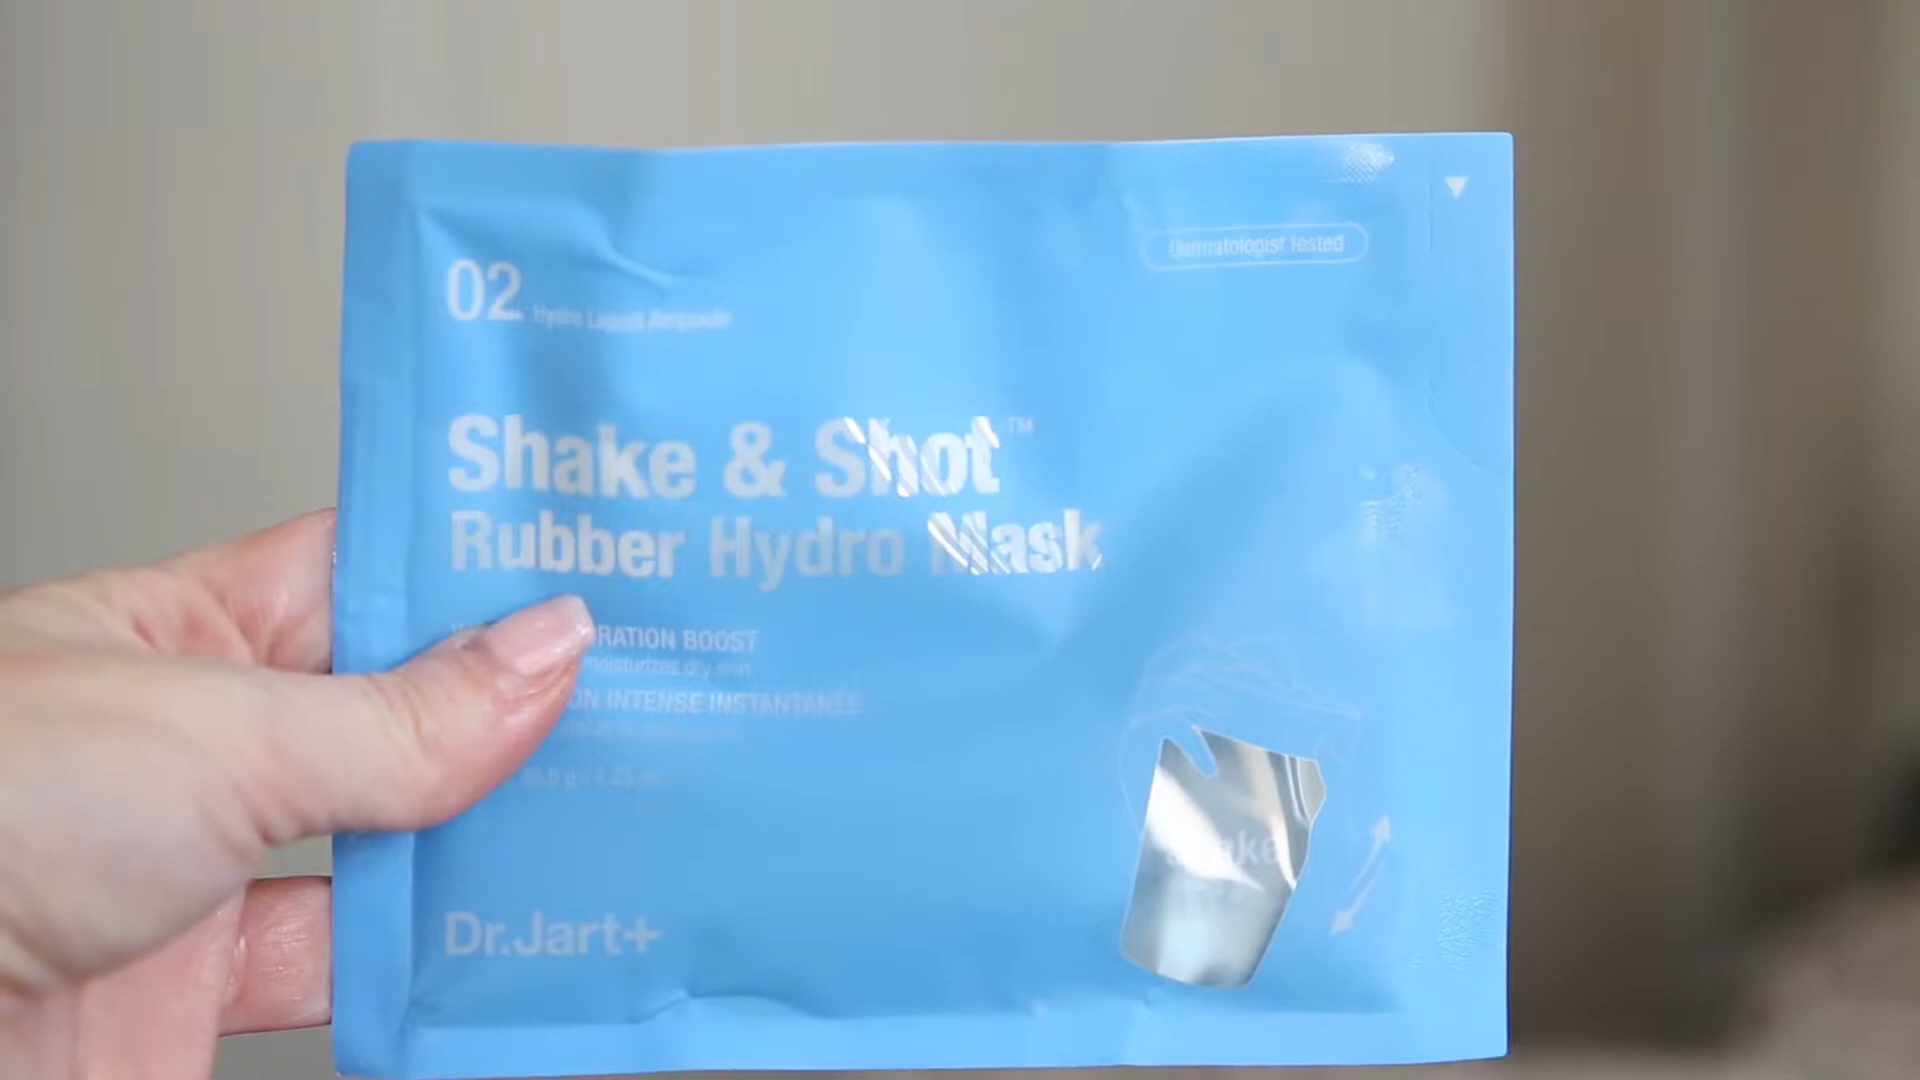 Dermatologist tested
02 Hydro Liquid Ampoule
Shake & Shot™
Rubber Hydro Mask
RATION BOOST
moisturizes dry skin
ON INTENSE INSTANTANÉE
Dr.Jart+